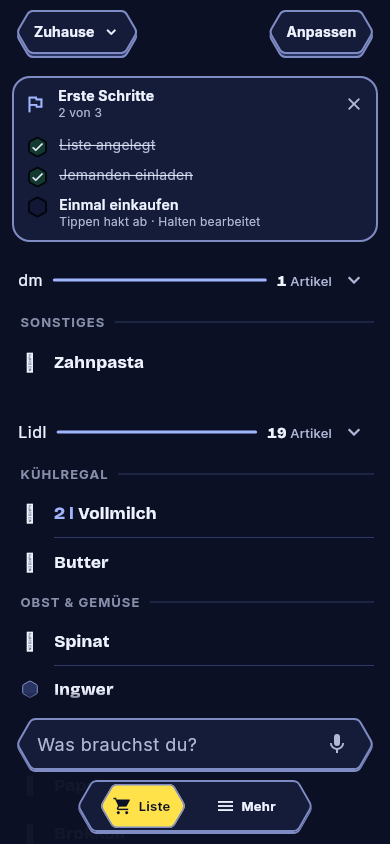 Zuhause
Anpassen
Erste Schritte
2 von 3
Liste angelegt
Jemanden einladen
Einmal einkaufen
Tippen hakt ab · Halten bearbeitet
dm 1 Artikel
SONSTIGES
Zahnpasta
Lidl 19 Artikel
KÜHLREGAL
2 l Vollmilch
Butter
OBST & GEMÜSE
Spinat
Ingwer
Was brauchst du?
Liste
Mehr